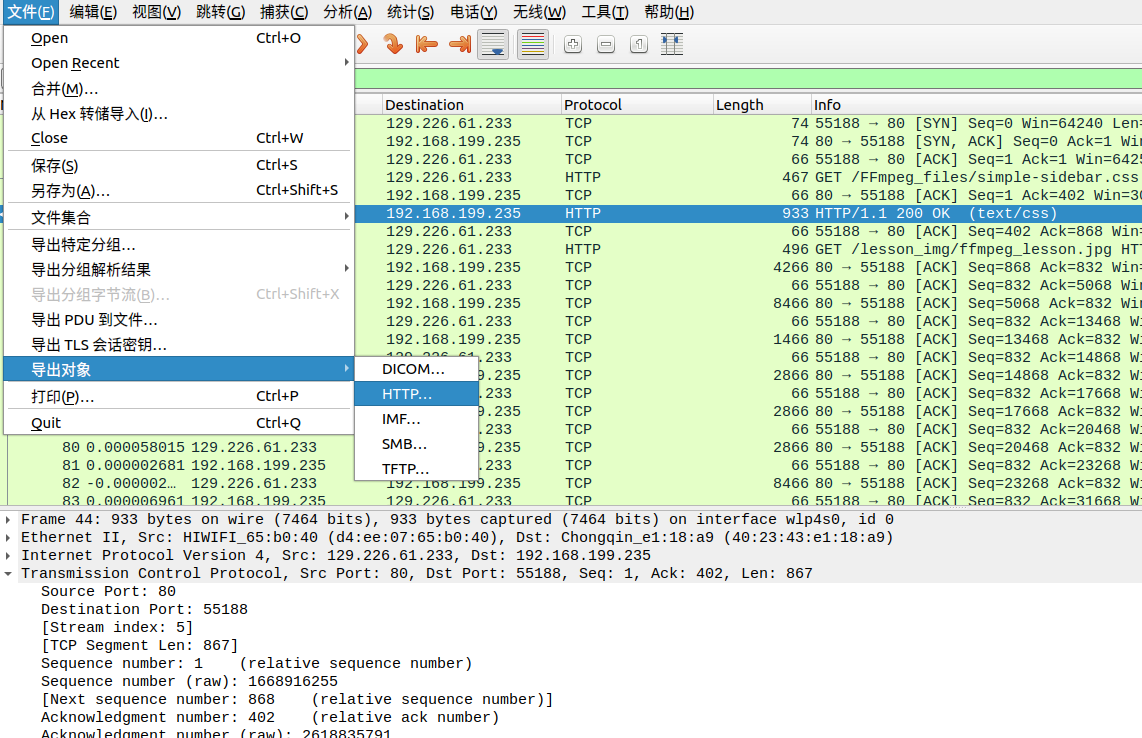 文件(F) 编辑(E) 视图(V) 跳转(G) 捕获(C) 分析(A) 统计(S) 电话(Y) 无线(W) 工具(T) 帮助(H)
Open Ctrl+O
Open Recent
合并(M)…
从 Hex 转储导入(I)…
Close Ctrl+W
保存(S) Ctrl+S
另存为(A)… Ctrl+Shift+S
文件集合
导出特定分组…
导出分组解析结果
导出分组字节流(B)… Ctrl+Shift+X
导出 PDU 到文件…
导出 TLS 会话密钥…
导出对象
打印(P)… Ctrl+P
Quit Ctrl+Q
DICOM…
HTTP…
IMF…
SMB…
TFTP…
Destination Protocol Length Info
129.226.61.233 TCP 74 55188 → 80 [SYN] Seq=0 Win=64240 Len=
192.168.199.235 TCP 74 80 → 55188 [SYN, ACK] Seq=0 Ack=1 Wi
129.226.61.233 TCP 66 55188 → 80 [ACK] Seq=1 Ack=1 Win=6425
129.226.61.233 HTTP 467 GET /FFmpeg_files/simple-sidebar.css
192.168.199.235 TCP 66 80 → 55188 [ACK] Seq=1 Ack=402 Win=30
192.168.199.235 HTTP 933 HTTP/1.1 200 OK (text/css)
129.226.61.233 TCP 66 55188 → 80 [ACK] Seq=402 Ack=868 Win=
129.226.61.233 HTTP 496 GET /lesson_img/ffmpeg_lesson.jpg HTT
192.168.199.235 TCP 4266 80 → 55188 [ACK] Seq=868 Ack=832 Win=
129.226.61.233 TCP 66 55188 → 80 [ACK] Seq=832 Ack=5068 Win
192.168.199.235 TCP 8466 80 → 55188 [ACK] Seq=5068 Ack=832 Win
129.226.61.233 TCP 66 55188 → 80 [ACK] Seq=832 Ack=13468 Wi
192.168.199.235 TCP 1466 80 → 55188 [ACK] Seq=13468 Ack=832 Wi
129.226.61.233 TCP 66 55188 → 80 [ACK] Seq=832 Ack=14868 Wi
.235 TCP 2866 80 → 55188 [ACK] Seq=14868 Ack=832 Wi
.233 TCP 66 55188 → 80 [ACK] Seq=832 Ack=17668 Wi
.235 TCP 2866 80 → 55188 [ACK] Seq=17668 Ack=832 Wi
.233 TCP 66 55188 → 80 [ACK] Seq=832 Ack=20468 Wi
80 0.000058015 129.226.61.233 .235 TCP 2866 80 → 55188 [ACK] Seq=20468 Ack=832 Wi
81 0.000002681 192.168.199.235 .233 TCP 66 55188 → 80 [ACK] Seq=832 Ack=23268 Wi
82 -0.000002… 129.226.61.233 192.168.199.235 TCP 8466 80 → 55188 [ACK] Seq=23268 Ack=832 Wi
83 0.000006961 192.168.199.235 129.226.61.233 TCP 66 55188 → 80 [ACK] Seq=832 Ack=31668 Wi
Frame 44: 933 bytes on wire (7464 bits), 933 bytes captured (7464 bits) on interface wlp4s0, id 0
Ethernet II, Src: HIWIFI_65:b0:40 (d4:ee:07:65:b0:40), Dst: Chongqin_e1:18:a9 (40:23:43:e1:18:a9)
Internet Protocol Version 4, Src: 129.226.61.233, Dst: 192.168.199.235
Transmission Control Protocol, Src Port: 80, Dst Port: 55188, Seq: 1, Ack: 402, Len: 867
Source Port: 80
Destination Port: 55188
[Stream index: 5]
[TCP Segment Len: 867]
Sequence number: 1 (relative sequence number)
Sequence number (raw): 1668916255
[Next sequence number: 868 (relative sequence number)]
Acknowledgment number: 402 (relative ack number)
Acknowledgment number (raw): 2618835791